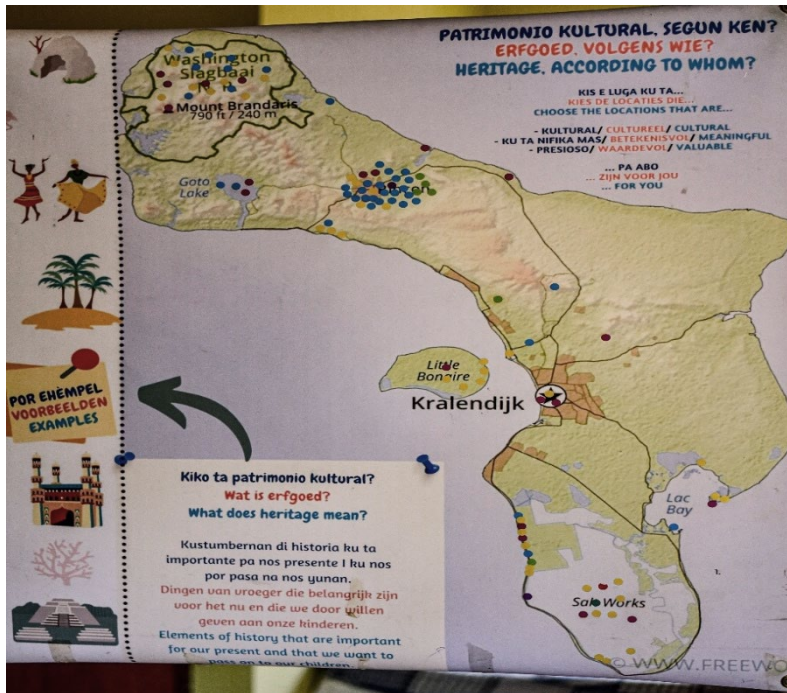 PATRIMONIO KULTURAL, SEGUN KEN?
ERFGOED, VOLGENS WIE?
HERITAGE, ACCORDING TO WHOM?
KIS E LUGA KU TA...
KIES DE LOCATIES DIE...
CHOOSE THE LOCATIONS THAT ARE...
- KULTURAL/ CULTUREEL/ CULTURAL
- KU TA NIFIKA MAS/ BETEKENISVOL/ MEANINGFUL
- PRESIOSO/ WAARDEVOL/ VALUABLE
... PA ABO
... ZIJN VOOR JOU
... FOR YOU
Washington
Slagbaai
Mount Brandaris
790 ft / 240 m
Goto
Lake
Little
Bonaire
Kralendijk
Lac
Bay
1.
Salt Works
© WWW.FREEWO
POR EHÈMPEL
VOORBEELDEN
EXAMPLES
Kiko ta patrimonio kultural?
Wat is erfgoed?
What does heritage mean?
Kustumbernan di historia ku ta
importante pa nos presente I ku nos
por pasa na nos yunan.
Dingen van vroeger die belangrijk zijn
voor het nu en die we door willen
geven aan onze kinderen.
Elements of history that are important
for our present and that we want to
pass on to our children.